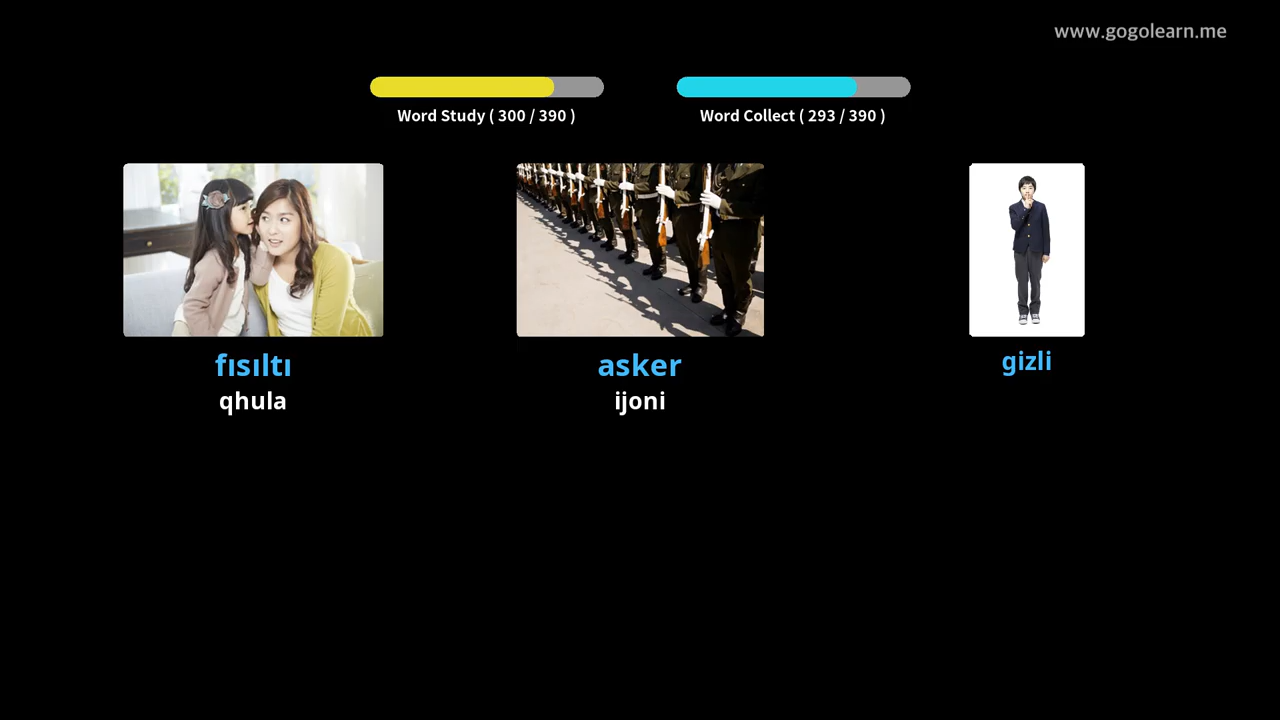 www.gogolearn.me
Word Study ( 300 / 390 )
Word Collect ( 293 / 390 )
fısıltı
qhula
asker
ijoni
gizli